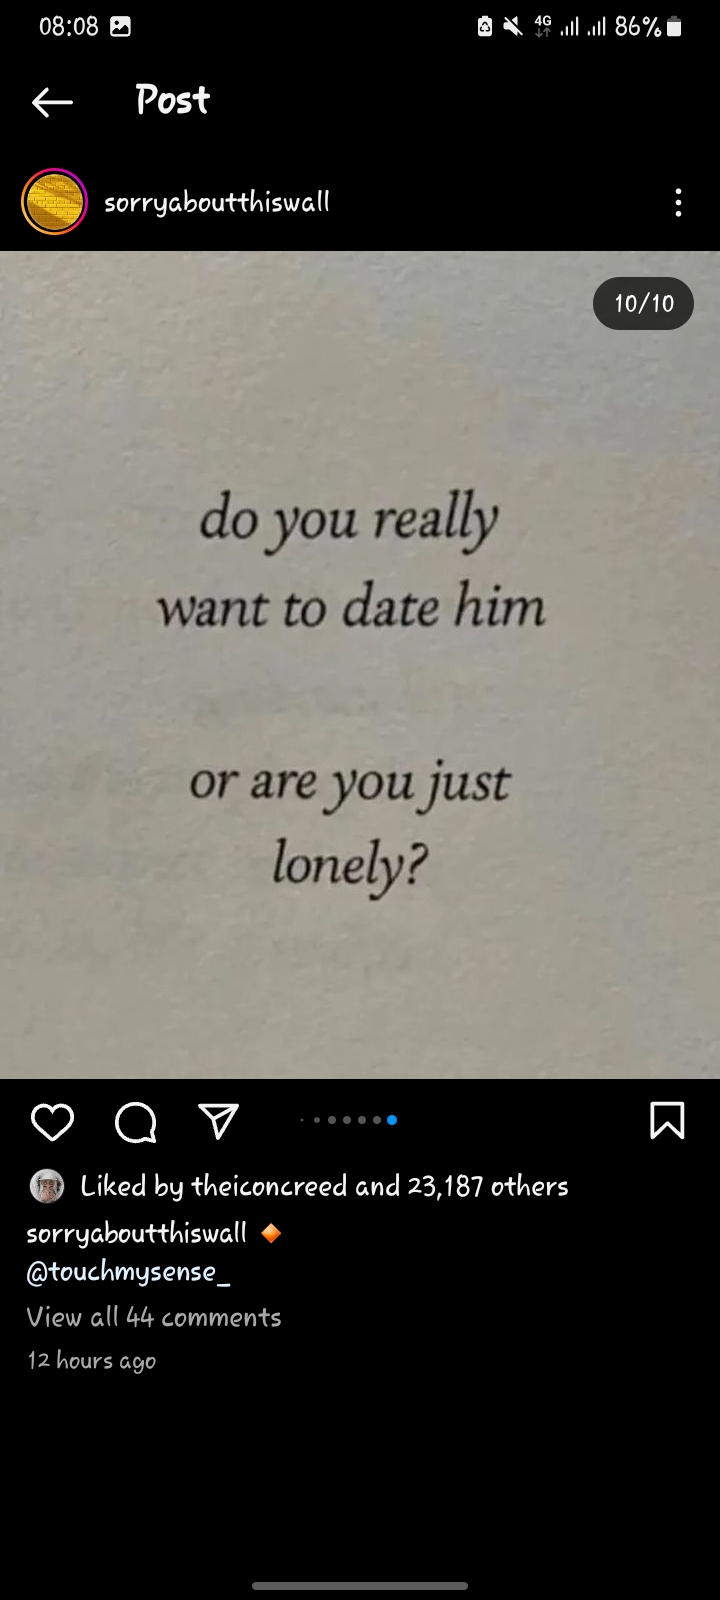 08:08 4G 86%
Post
sorryaboutthiswall
10/10
do you really
want to date him
or are you just
lonely?
Liked by theiconcreed and 23,187 others
sorryaboutthiswall 🔸
@touchmysense_
View all 44 comments
12 hours ago